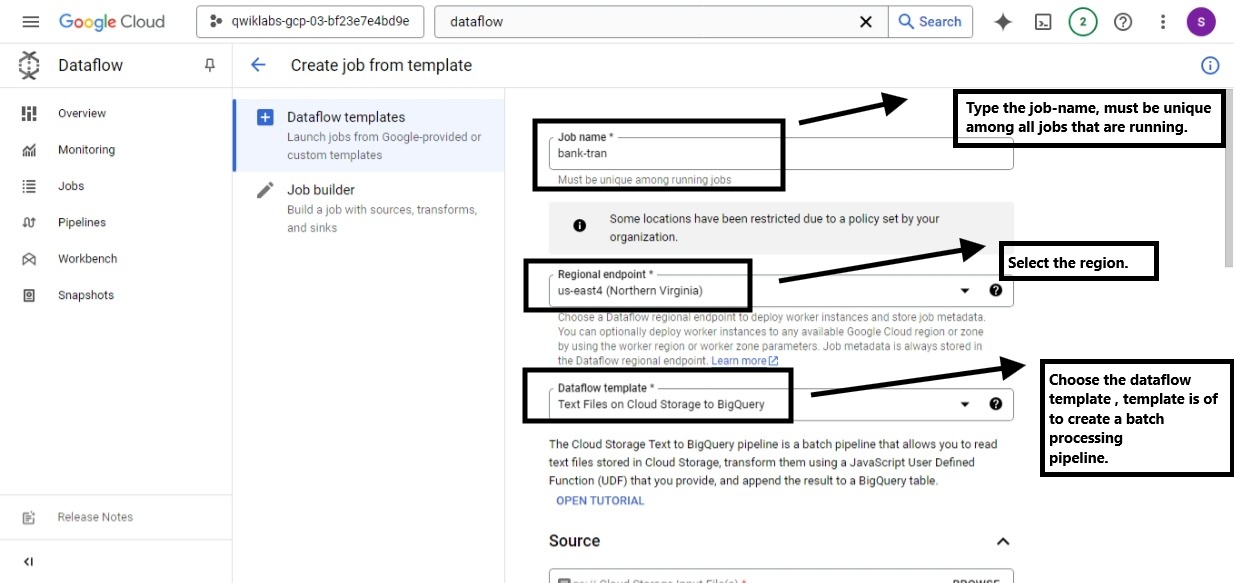 Google Cloud
qwiklabs-gcp-03-bf23e7e4bd9e
dataflow
Search
2
S
Dataflow
Create job from template
Overview
Monitoring
Jobs
Pipelines
Workbench
Snapshots
Release Notes
Dataflow templates
Launch jobs from Google-provided or
custom templates
Job builder
Build a job with sources, transforms,
and sinks
Job name *
bank-tran
Must be unique among running jobs
Type the job-name, must be unique
among all jobs that are running.
Some locations have been restricted due to a policy set by your
organization.
Regional endpoint *
us-east4 (Northern Virginia)
Select the region.
Choose a Dataflow regional endpoint to deploy worker instances and store job metadata.
You can optionally deploy worker instances to any available Google Cloud region or zone
by using the worker region or worker zone parameters. Job metadata is always stored in
the Dataflow regional endpoint. Learn more
Dataflow template *
Text Files on Cloud Storage to BigQuery
Choose the dataflow
template , template is of
to create a batch
processing
pipeline.
The Cloud Storage Text to BigQuery pipeline is a batch pipeline that allows you to read
text files stored in Cloud Storage, transform them using a JavaScript User Defined
Function (UDF) that you provide, and append the result to a BigQuery table.
OPEN TUTORIAL
Source
Cloud Storage Input File(s) *
BROWSE